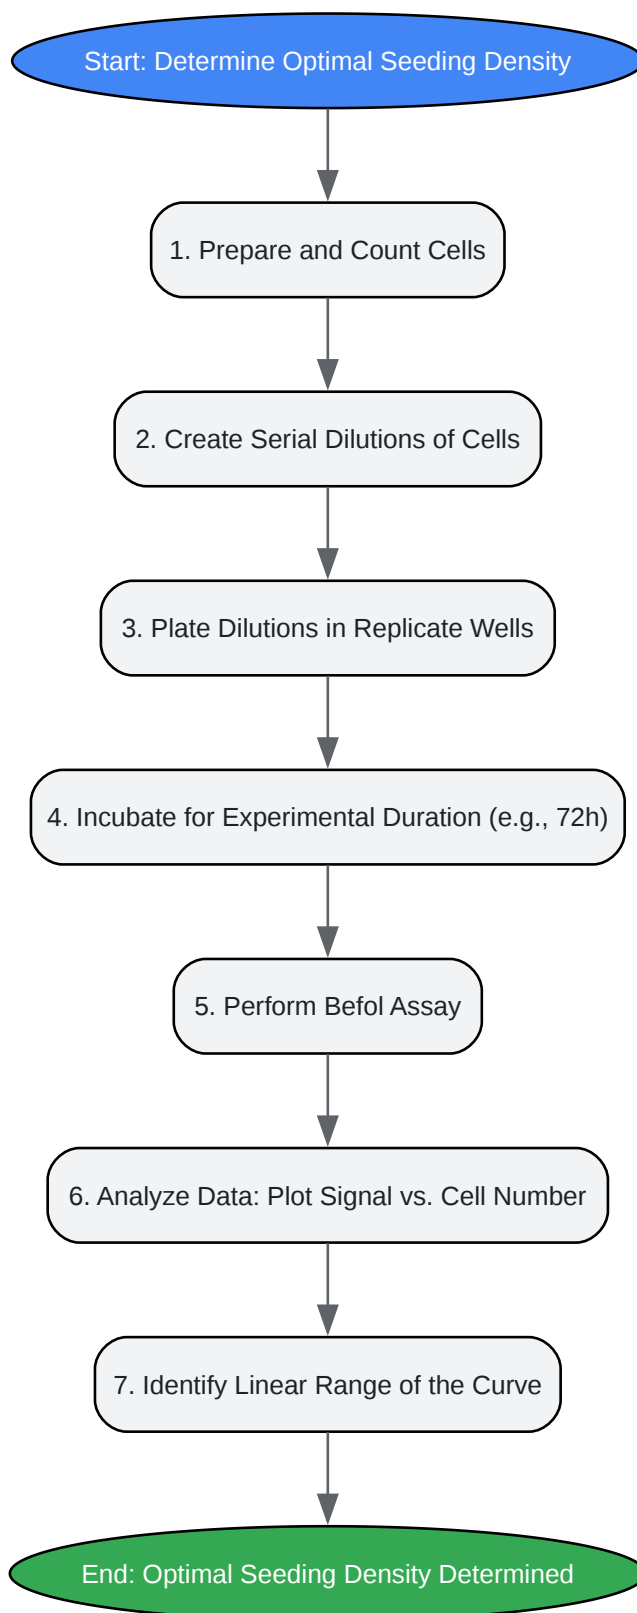 Start: Determine Optimal Seeding Density
1. Prepare and Count Cells
2. Create Serial Dilutions of Cells
3. Plate Dilutions in Replicate Wells
4. Incubate for Experimental Duration (e.g., 72h)
5. Perform Befol Assay
6. Analyze Data: Plot Signal vs. Cell Number
7. Identify Linear Range of the Curve
End: Optimal Seeding Density Determined